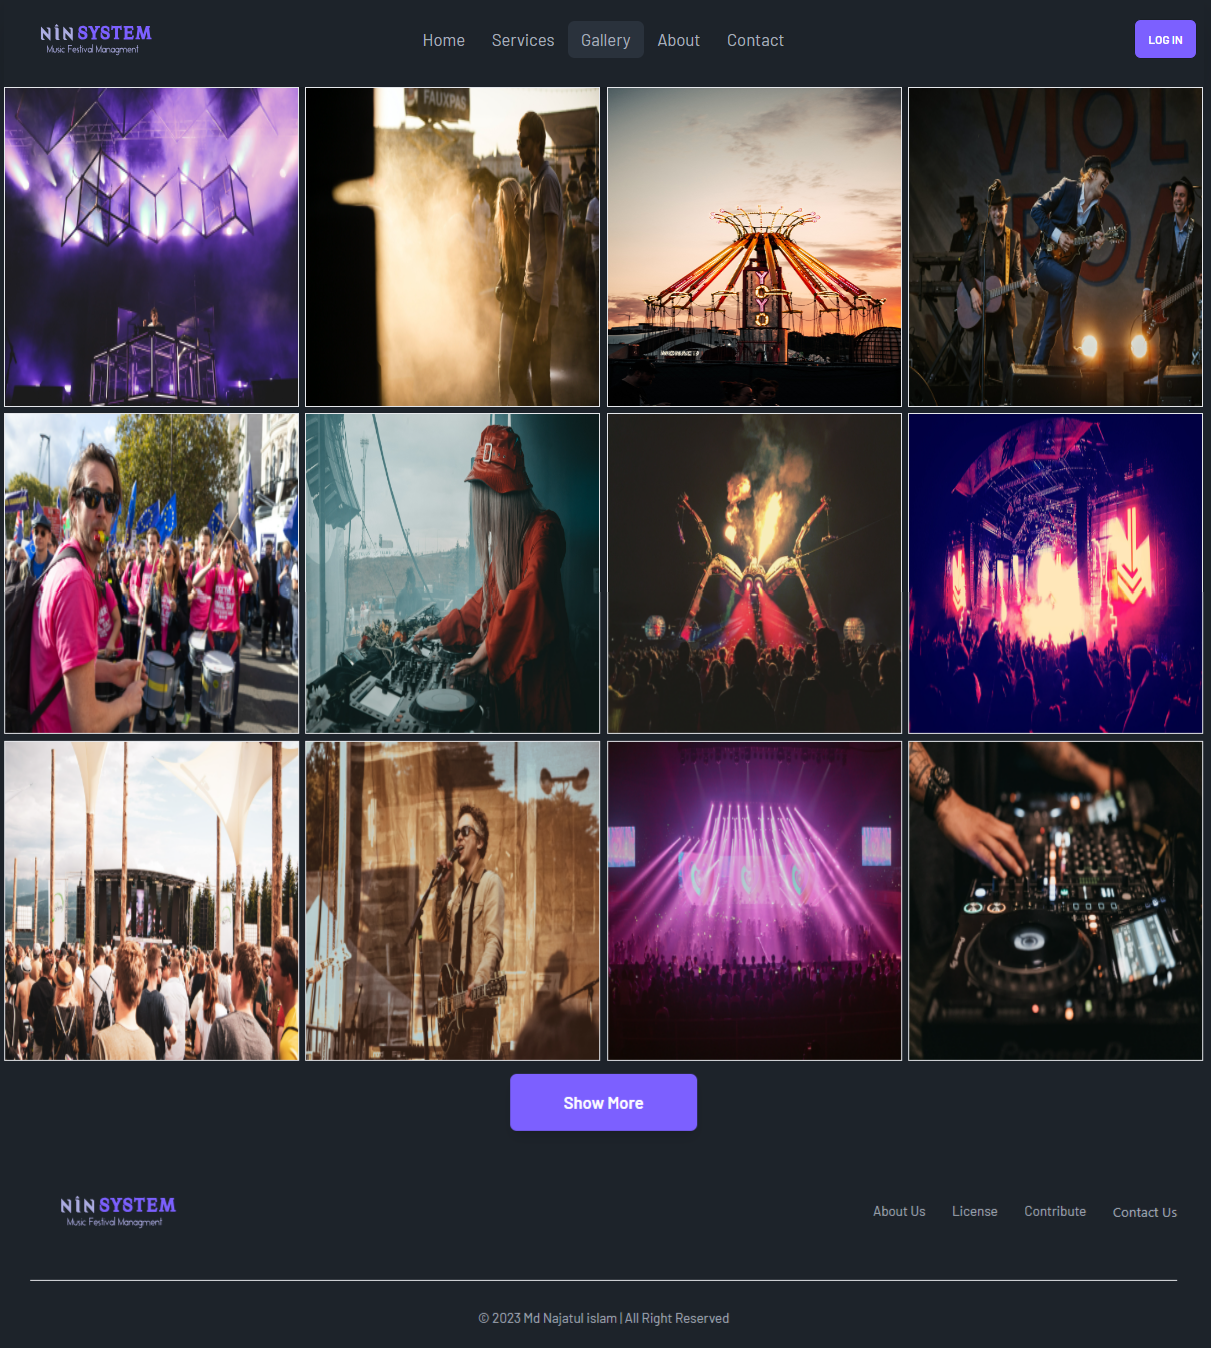 NiN SYSTEM
Music Festival Managment
Home Services Gallery About Contact
LOG IN
FAUXPAS
VIOL
YOYO
Show More
NiN SYSTEM
Music Festival Managment
About Us License Contribute Contact Us
© 2023 Md Najatul islam | All Right Reserved